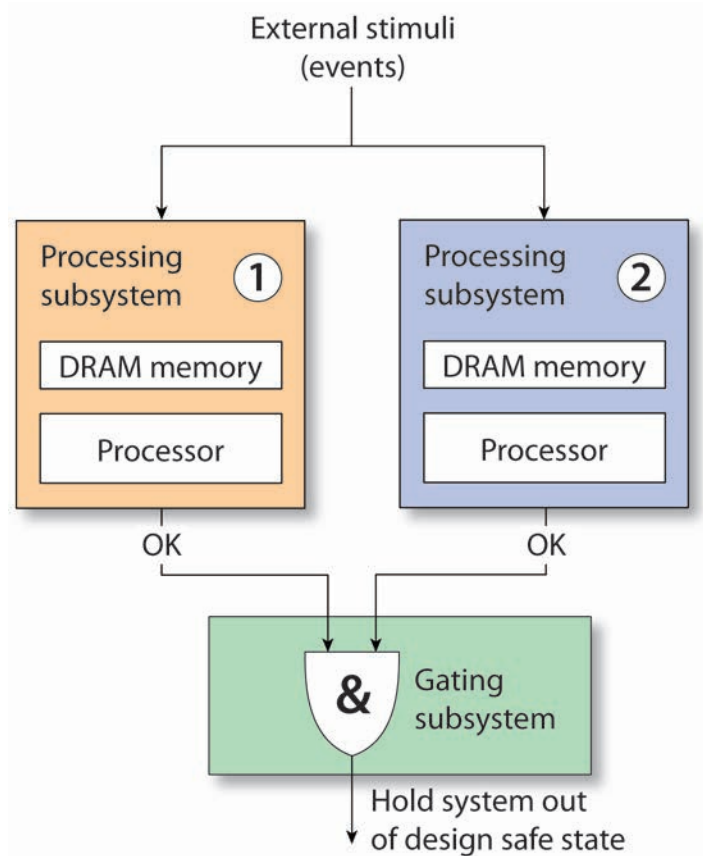 External stimuli
(events)
Processing
subsystem
1
DRAM memory
Processor
OK
Processing
subsystem
2
DRAM memory
Processor
OK
&
Gating
subsystem
Hold system out
of design safe state